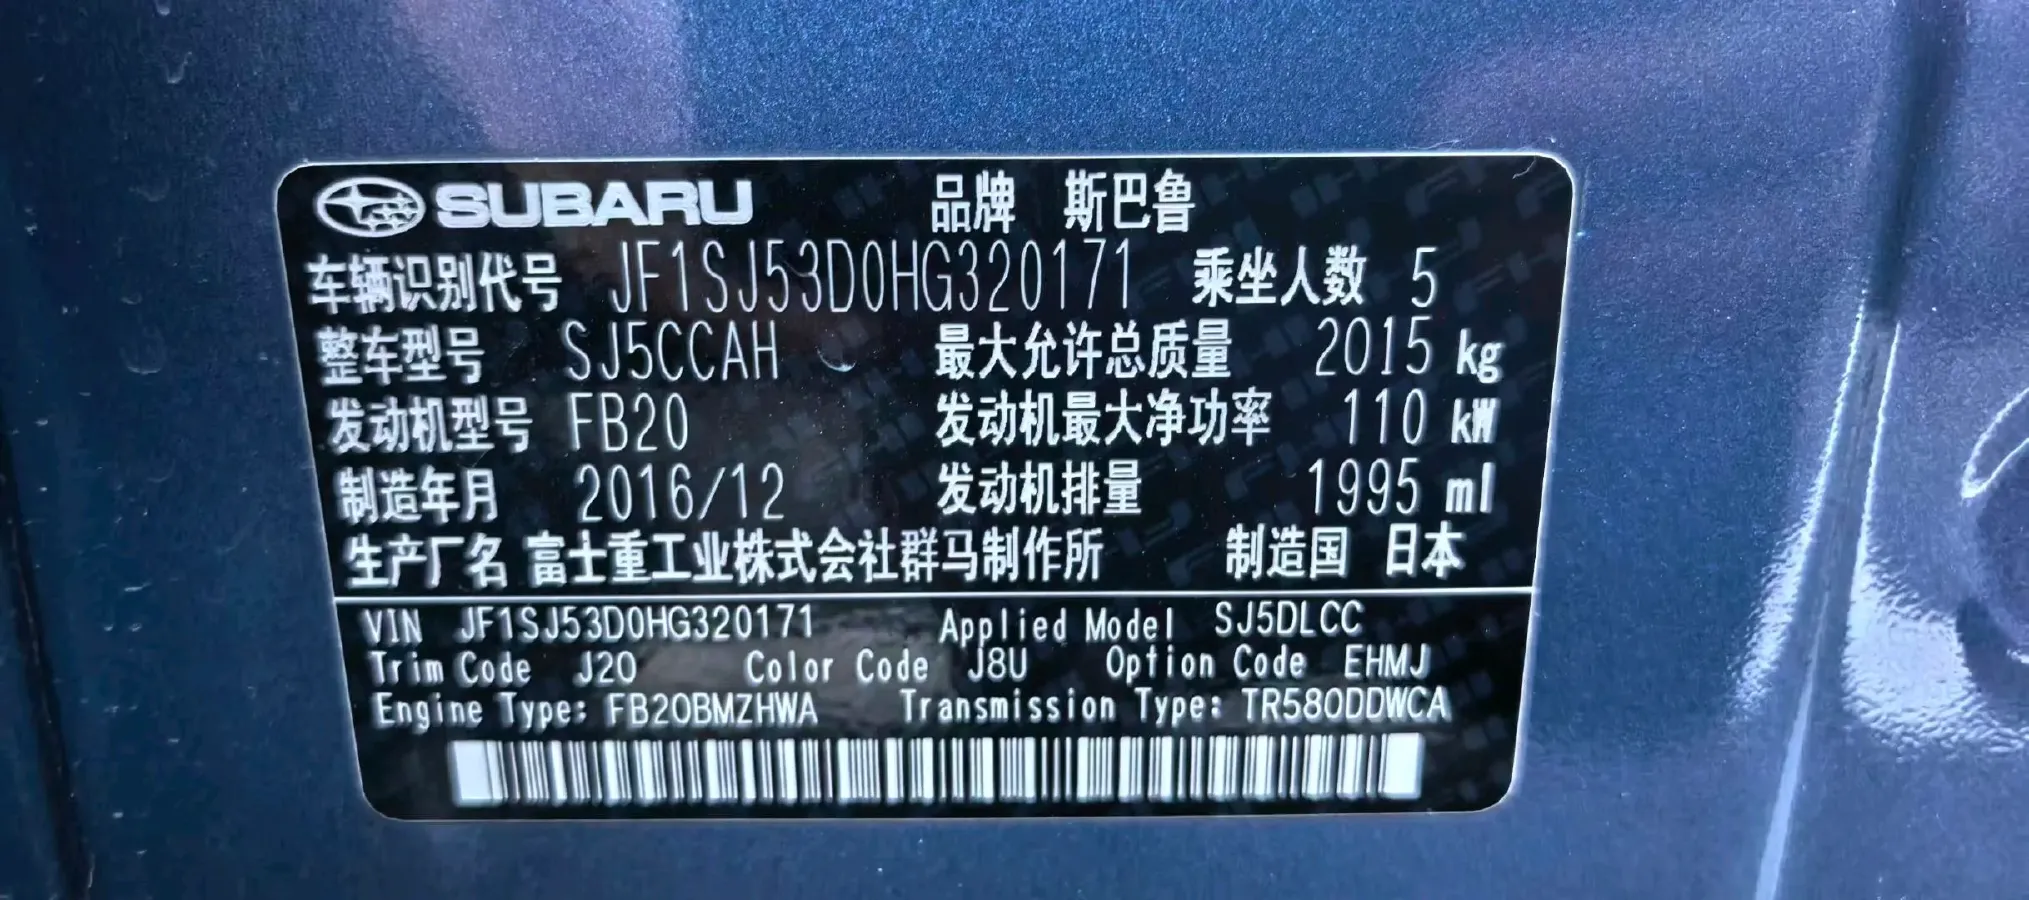 SUBARU 品牌 斯巴鲁
车辆识别代号 JF1SJ53D0HG320171 乘坐人数 5
整车型号 SJ5CCAH 最大允许总质量 2015 kg
发动机型号 FB20 发动机最大净功率 110 kW
制造年月 2016/12 发动机排量 1995 ml
生产厂名 富士重工业株式会社群马制作所 制造国 日本
VIN JF1SJ53D0HG320171 Applied Model SJ5DLCC
Trim Code J20 Color Code J8U Option Code EHMJ
Engine Type: FB20BMZHWA Transmission Type: TR580DDWCA